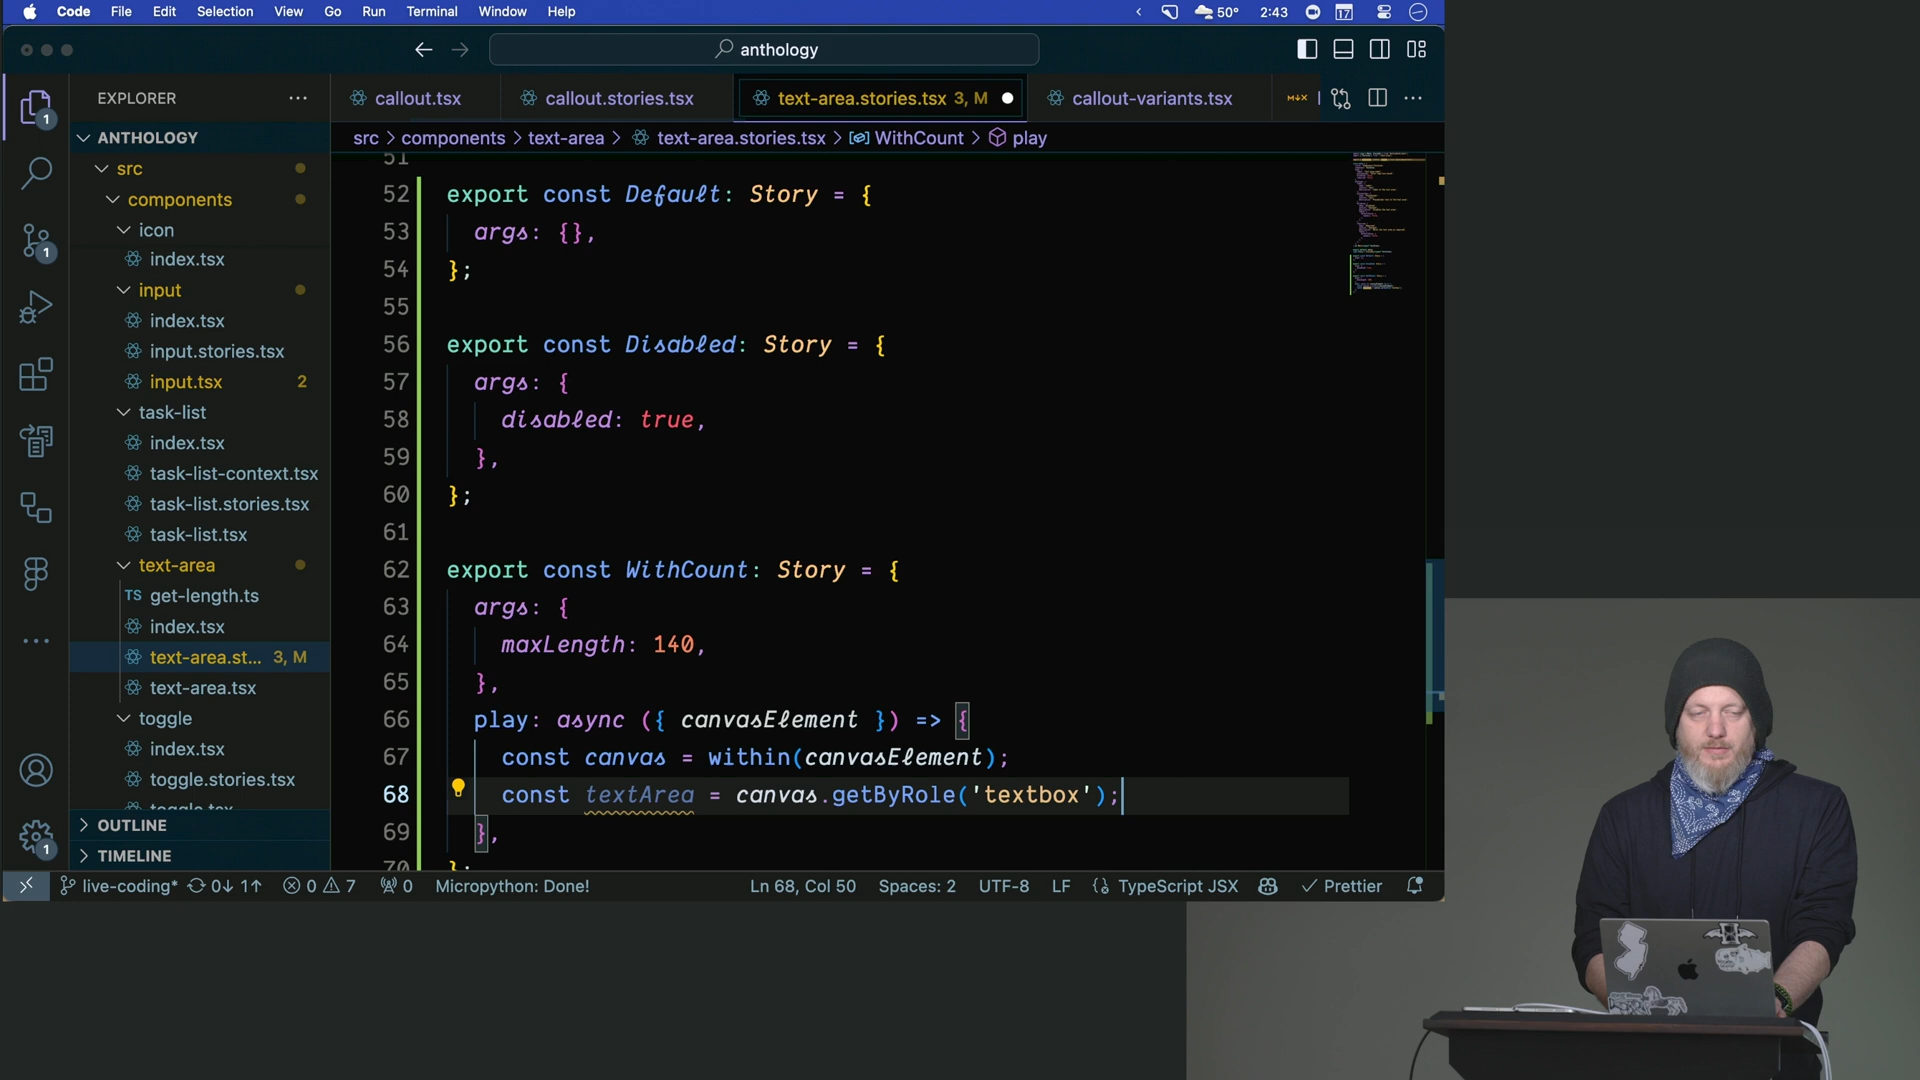 Code File Edit Selection View Go Run Terminal Window Help
50° 2:43 17
anthology
EXPLORER
callout.tsx callout.stories.tsx text-area.stories.tsx 3, M callout-variants.tsx
src > components > text-area > text-area.stories.tsx > WithCount > play
ANTHOLOGY
src
components
icon
index.tsx
input
index.tsx
input.stories.tsx
input.tsx 2
task-list
index.tsx
task-list-context.tsx
task-list.stories.tsx
task-list.tsx
text-area
TS get-length.ts
index.tsx
text-area.st... 3, M
text-area.tsx
toggle
index.tsx
toggle.stories.tsx
toggle.tsx
OUTLINE
TIMELINE
1
1
1
51
52 export const Default: Story = {
53 args: {},
54 };
55
56 export const Disabled: Story = {
57 args: {
58 disabled: true,
59 },
60 };
61
62 export const WithCount: Story = {
63 args: {
64 maxLength: 140,
65 },
66 play: async ({ canvasElement }) => {
67 const canvas = within(canvasElement);
68 const textArea = canvas.getByRole('textbox');
69 },
70 };
live-coding* 0↓ 1↑ 0 7 0 Micropython: Done! Ln 68, Col 50 Spaces: 2 UTF-8 LF TypeScript JSX Prettier